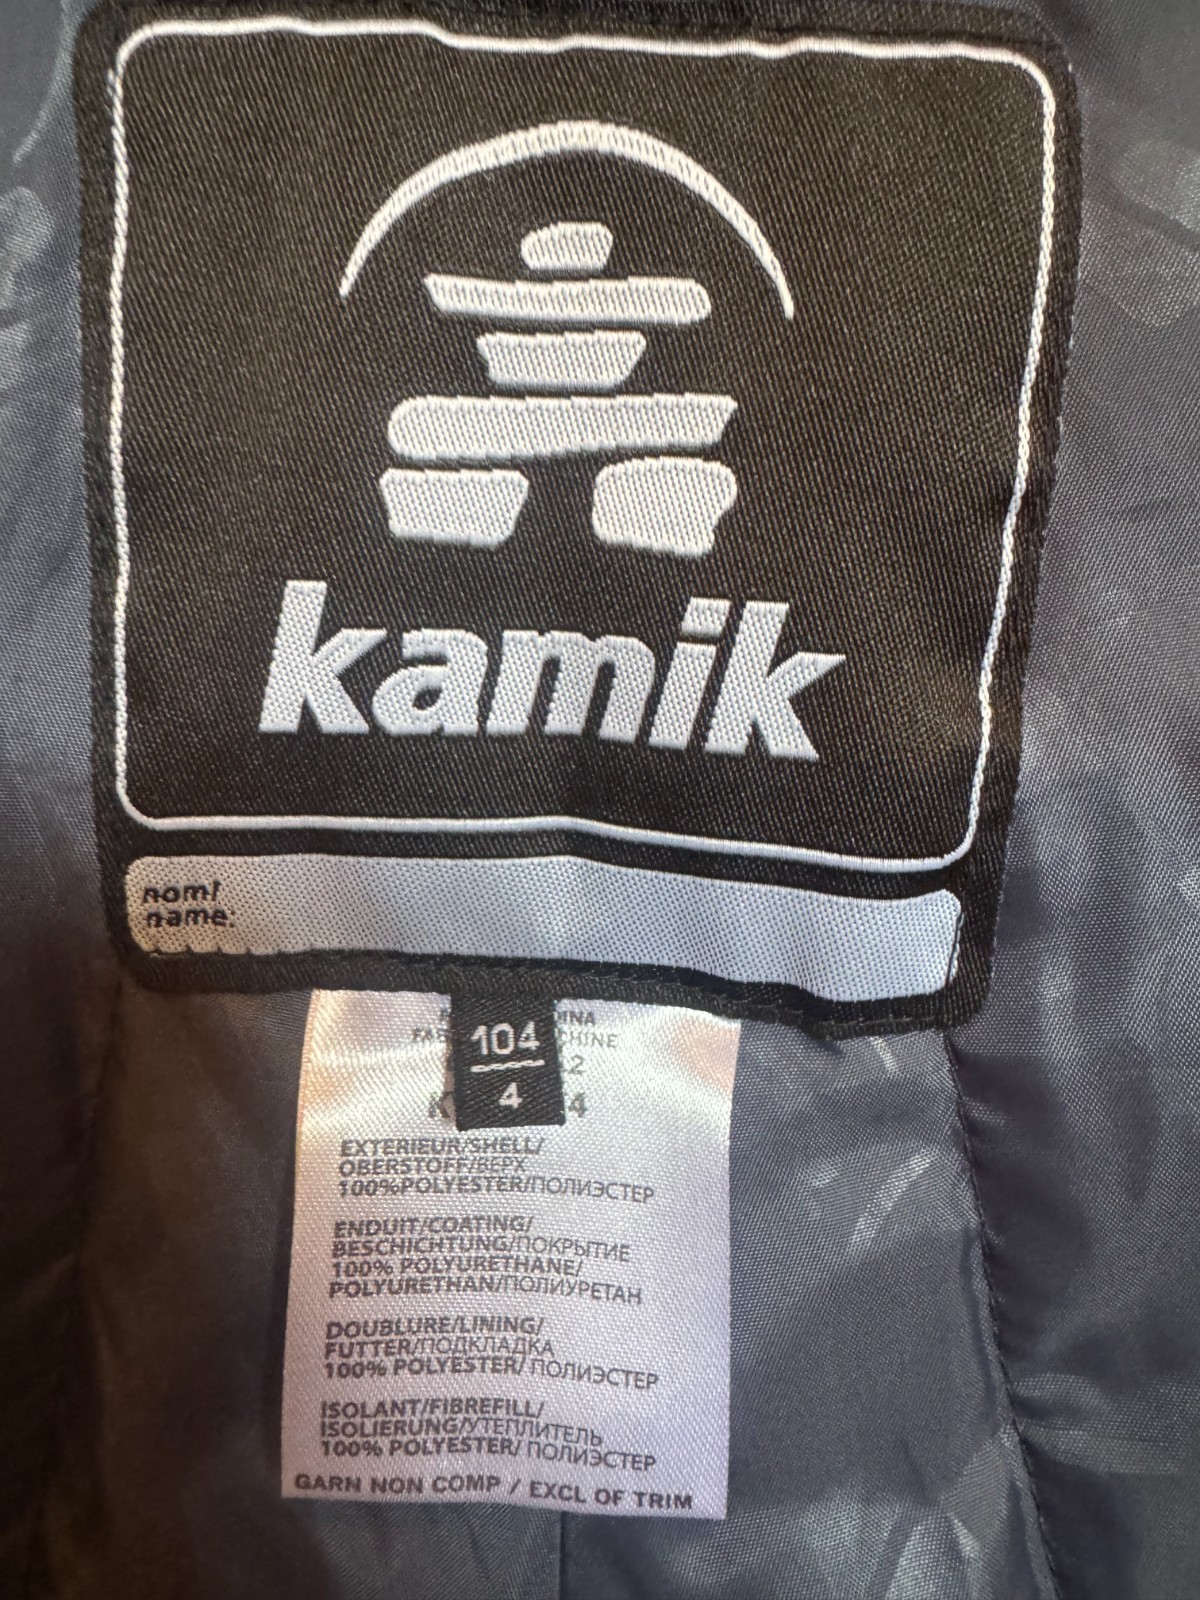 kamik
nom/
name:
104
4
EXTERIEUR/SHELL/
OBERSTOFF/ВЕРХ
100%POLYESTER/ПОЛИЭСТЕР
ENDUIT/COATING/
BESCHICHTUNG/ПОКРЫТИЕ
100% POLYURETHANE/
POLYURETHAN/ПОЛИУРЕТАН
DOUBLURE/LINING/
FUTTER/ПОДКЛАДКА
100% POLYESTER/ ПОЛИЭСТЕР
ISOLANT/FIBREFILL/
ISOLIERUNG/УТЕПЛИТЕЛЬ
100% POLYESTER/ ПОЛИЭСТЕР
GARN NON COMP / EXCL OF TRIM